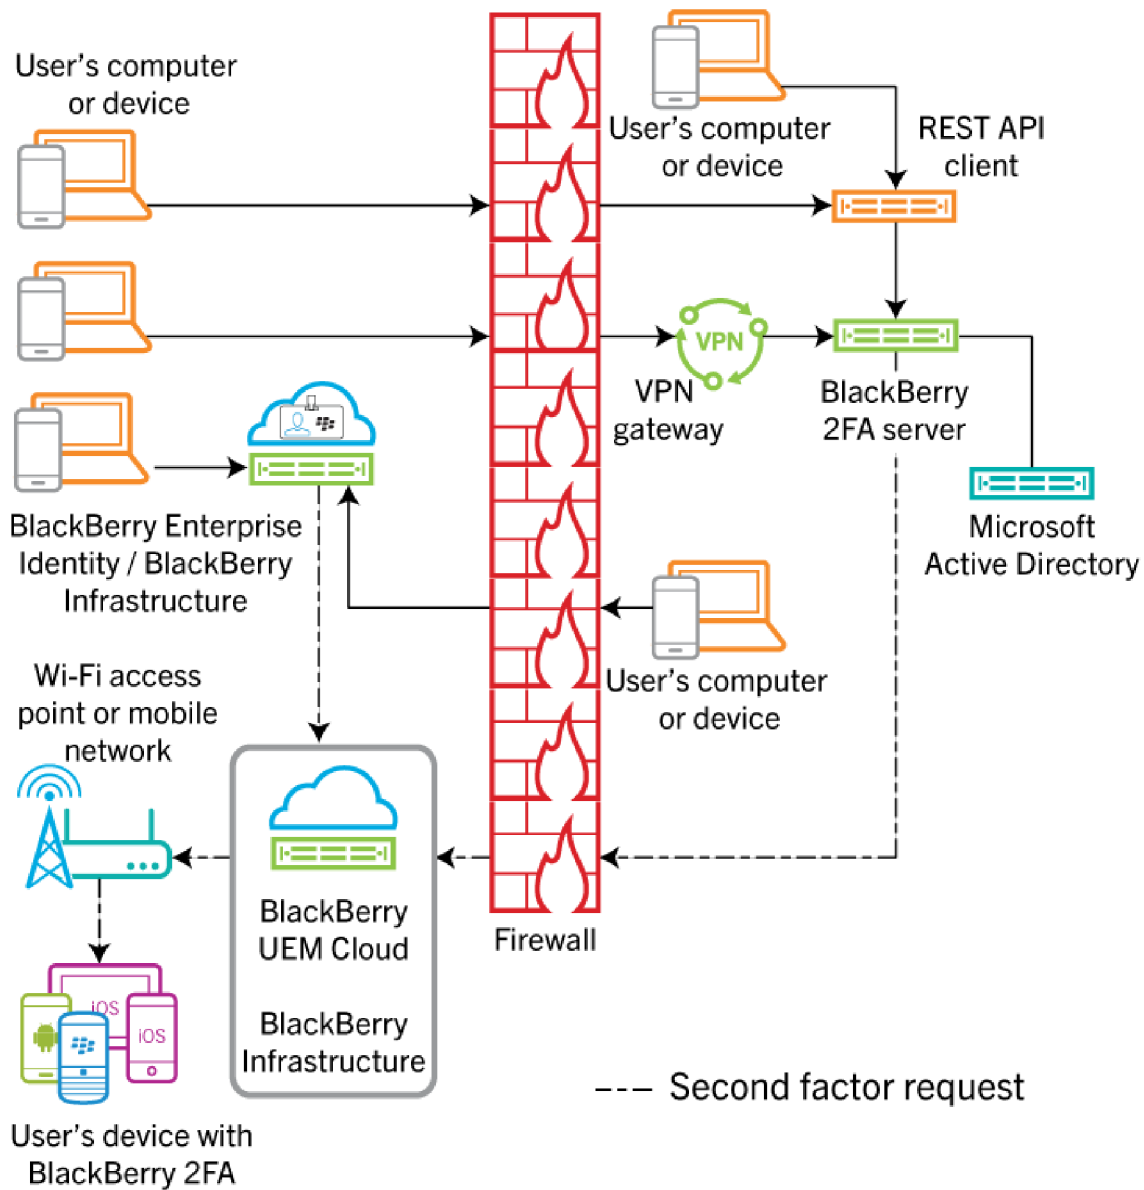 User's computer
or device
User's computer
or device
REST API
client
VPN
VPN
gateway
BlackBerry
2FA server
Microsoft
Active Directory
BlackBerry Enterprise
Identity / BlackBerry
Infrastructure
User's computer
or device
Wi-Fi access
point or mobile
network
BlackBerry
UEM Cloud
BlackBerry
Infrastructure
Firewall
iOS
iOS
User's device with
BlackBerry 2FA
Second factor request